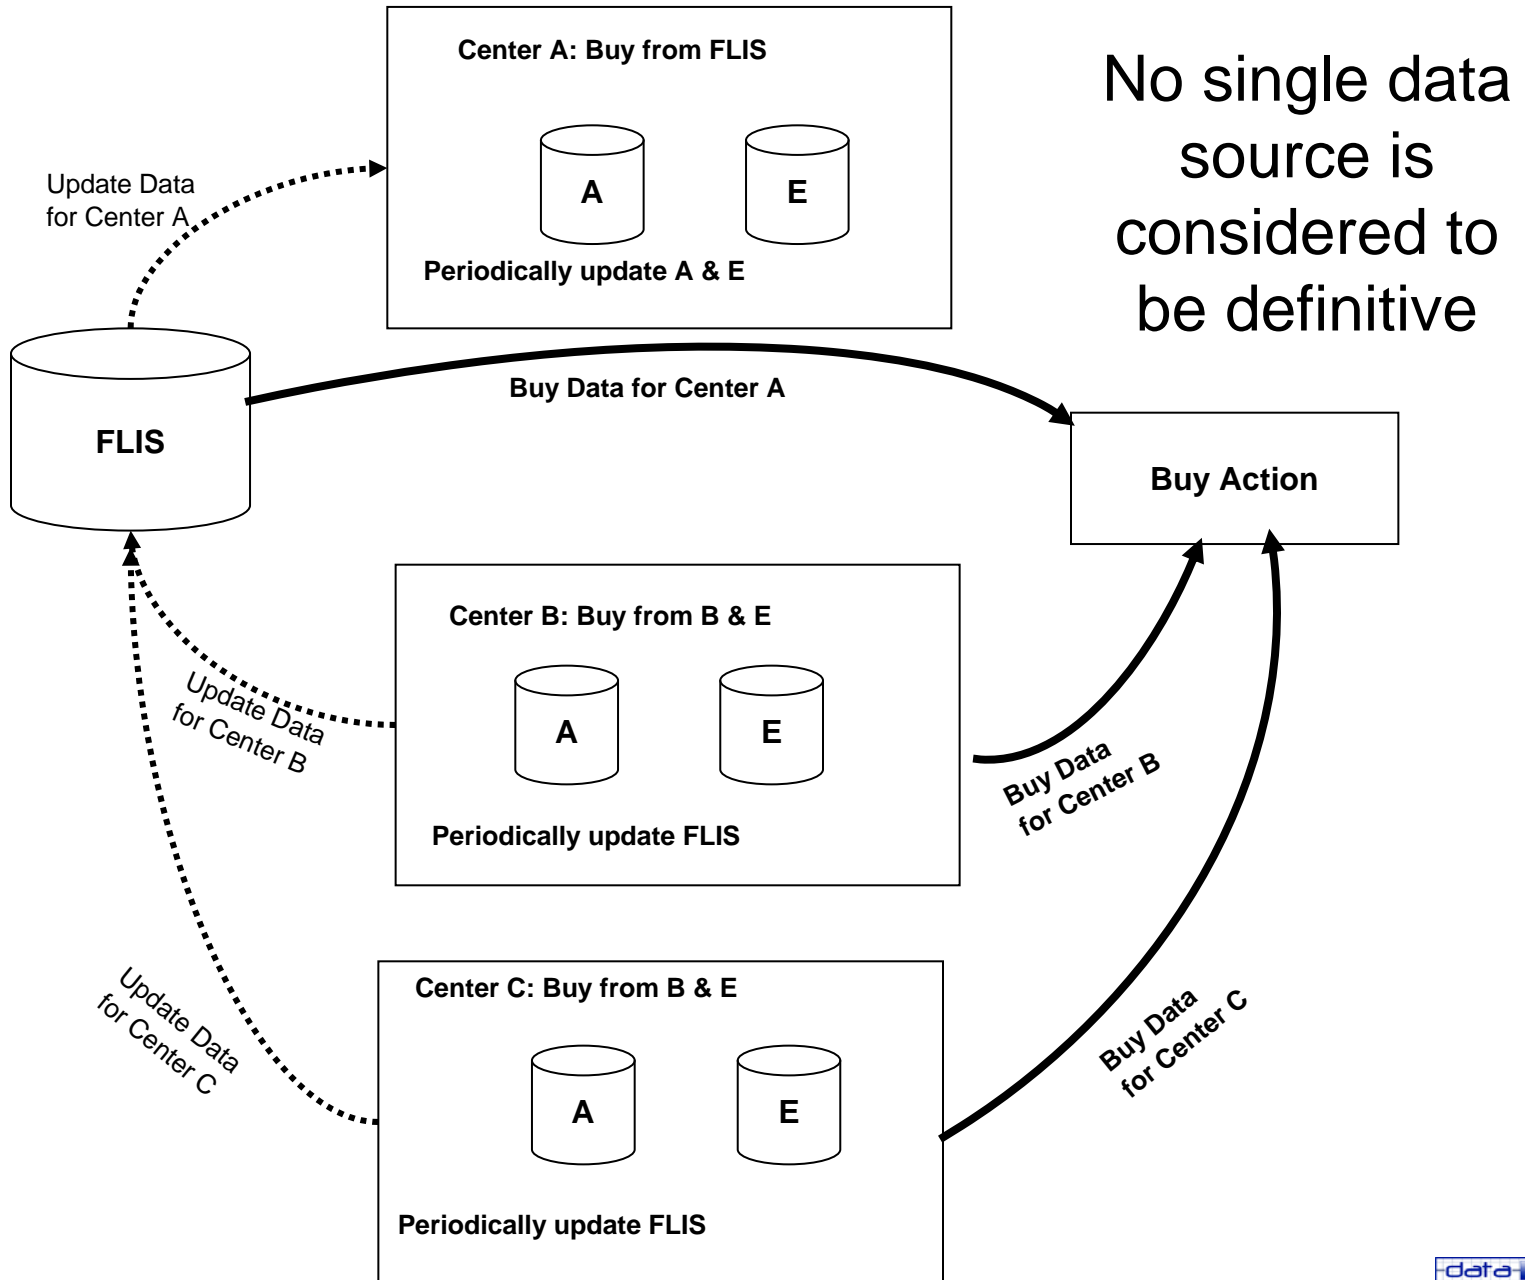 Center A: Buy from FLIS
No single data
source is
considered to
be definitive
Update Data
for Center A
A
E
Periodically update A & E
Buy Data for Center A
FLIS
Buy Action
Center B: Buy from B & E
Update Data
for Center B
A
E
Buy Data
for Center B
Periodically update FLIS
Center C: Buy from B & E
Update Data
for Center C
Buy Data
for Center C
A
E
Periodically update FLIS
data